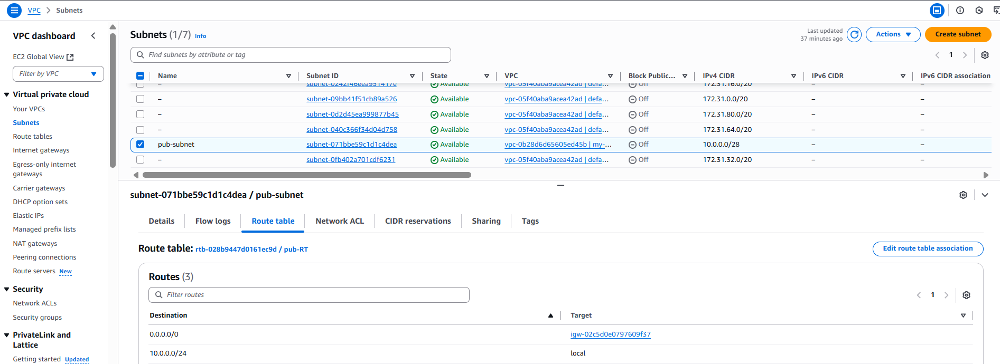 VPC > Subnets
VPC dashboard
EC2 Global View
Filter by VPC
Virtual private cloud
Your VPCs
Subnets
Route tables
Internet gateways
Egress-only internet
gateways
Carrier gateways
DHCP option sets
Elastic IPs
Managed prefix lists
NAT gateways
Peering connections
Route servers New
Security
Network ACLs
Security groups
PrivateLink and
Lattice
Getting started Updated
Subnets (1/7) Info
Last updated
37 minutes ago
Actions
Create subnet
Find subnets by attribute or tag
1
Name Subnet ID State VPC Block Public... IPv4 CIDR IPv6 CIDR IPv6 CIDR association
– subnet-0242f46eea951417e Available vpc-05f40aba9acea42ad | defa... Off 172.31.16.0/20 – –
– subnet-09bb41f51cb89a526 Available vpc-05f40aba9acea42ad | defa... Off 172.31.0.0/20 – –
– subnet-0d2d45ea999877b45 Available vpc-05f40aba9acea42ad | defa... Off 172.31.80.0/20 – –
– subnet-040c366f34d04d758 Available vpc-05f40aba9acea42ad | defa... Off 172.31.64.0/20 – –
pub-subnet subnet-071bbe59c1d1c4dea Available vpc-0b28d6d65605ed45b | my-... Off 10.0.0.0/28 – –
– subnet-0fb402a701cdf6231 Available vpc-05f40aba9acea42ad | defa... Off 172.31.32.0/20 – –
subnet-071bbe59c1d1c4dea / pub-subnet
Details Flow logs Route table Network ACL CIDR reservations Sharing Tags
Route table: rtb-028b9447d0161ec9d / pub-RT
Edit route table association
Routes (3)
Filter routes
1
Destination Target
0.0.0.0/0 igw-02c5d0e0797609f37
10.0.0.0/24 local